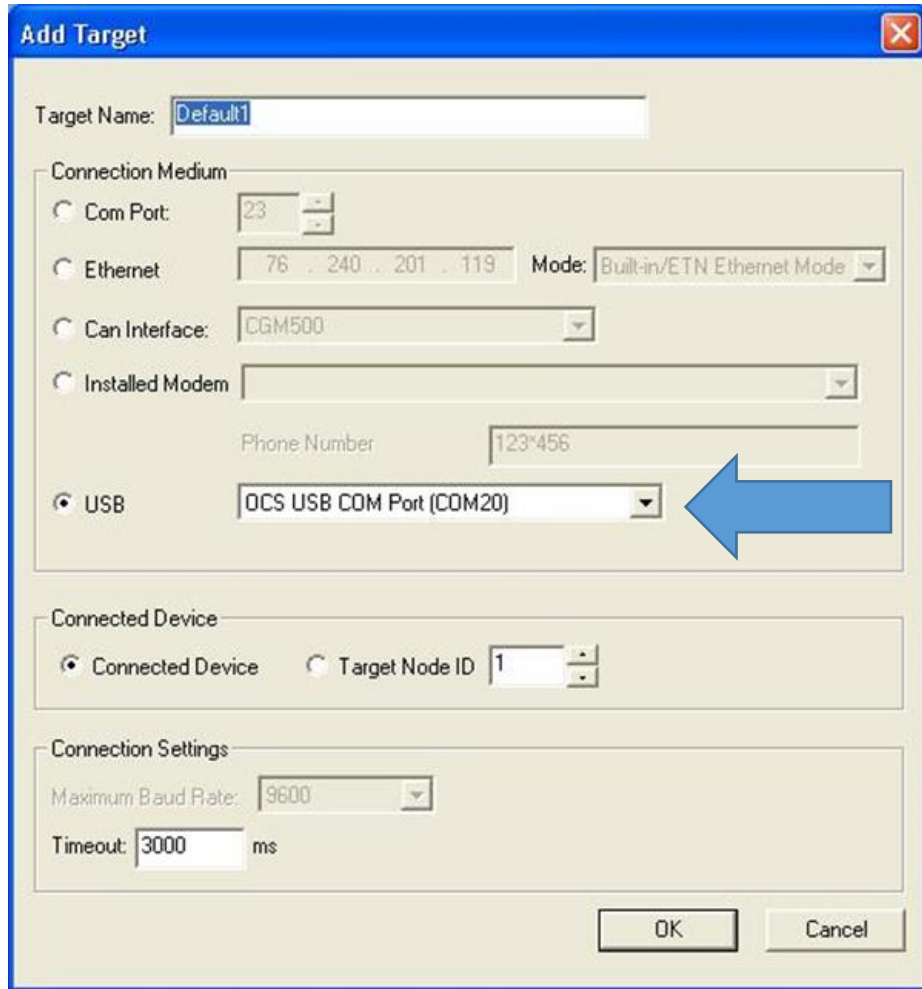 Add Target
Target Name: Default1
Connection Medium
Com Port: 23
Ethernet 76 . 240 . 201 . 119 Mode: Built-in/ETN Ethernet Mode
Can Interface: CGM500
Installed Modem
Phone Number 123*456
USB OCS USB COM Port (COM20)
Connected Device
Connected Device Target Node ID 1
Connection Settings
Maximum Baud Rate: 9600
Timeout: 3000 ms
OK Cancel